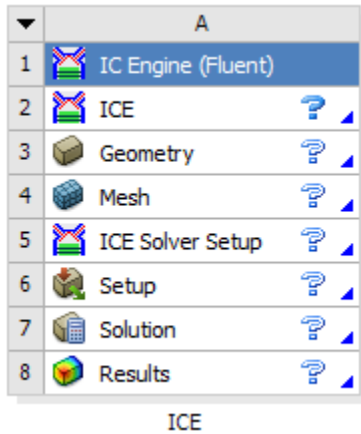 A
1 IC Engine (Fluent)
2 ICE ?
3 Geometry ?
4 Mesh ?
5 ICE Solver Setup ?
6 Setup ?
7 Solution ?
8 Results ?
ICE